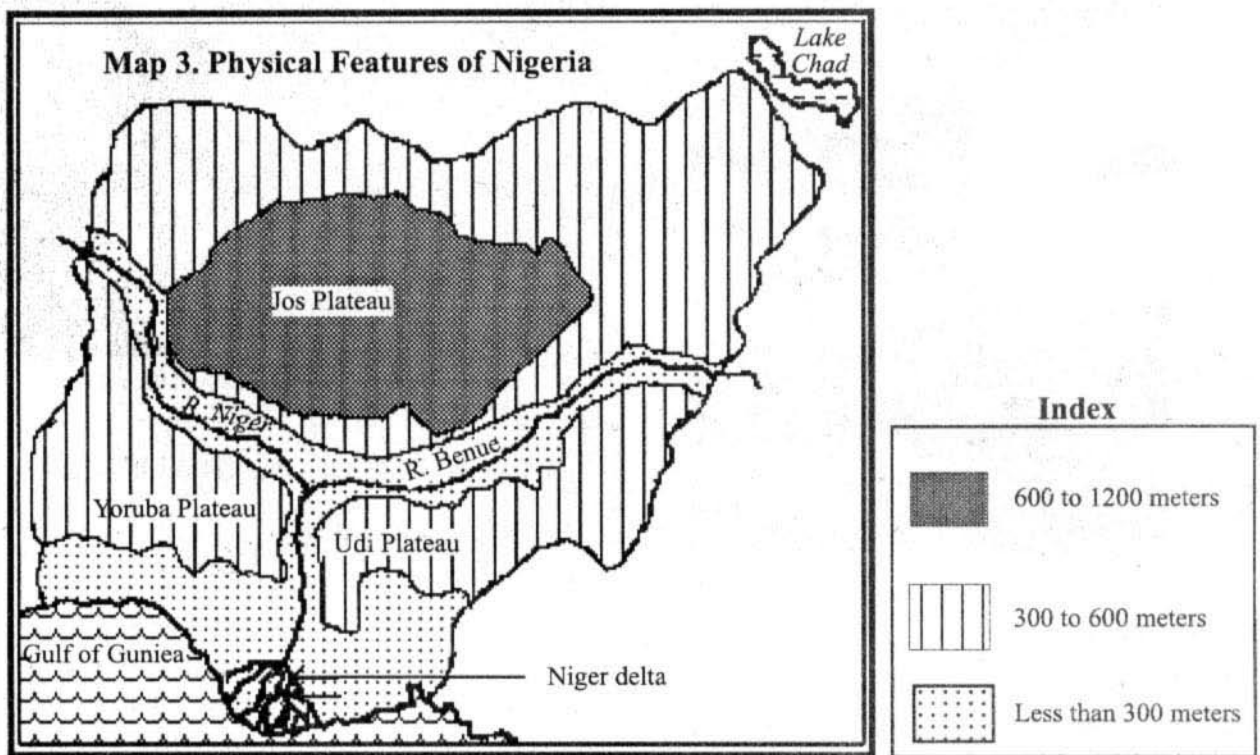 Map 3. Physical Features of Nigeria
Lake
Chad
Jos Plateau
R. Niger
R. Benue
Yoruba Plateau
Udi Plateau
Gulf of Guniea
Niger delta
Index
600 to 1200 meters
300 to 600 meters
Less than 300 meters